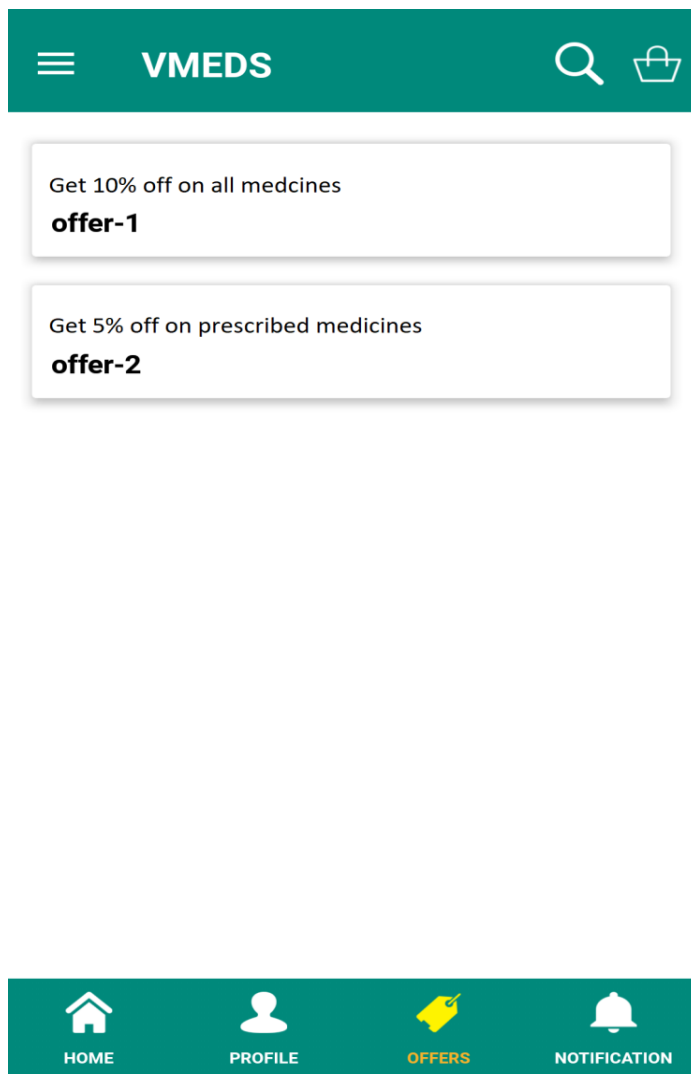 VMEDS
Get 10% off on all medcines
offer-1
Get 5% off on prescribed medicines
offer-2
HOME PROFILE OFFERS NOTIFICATION